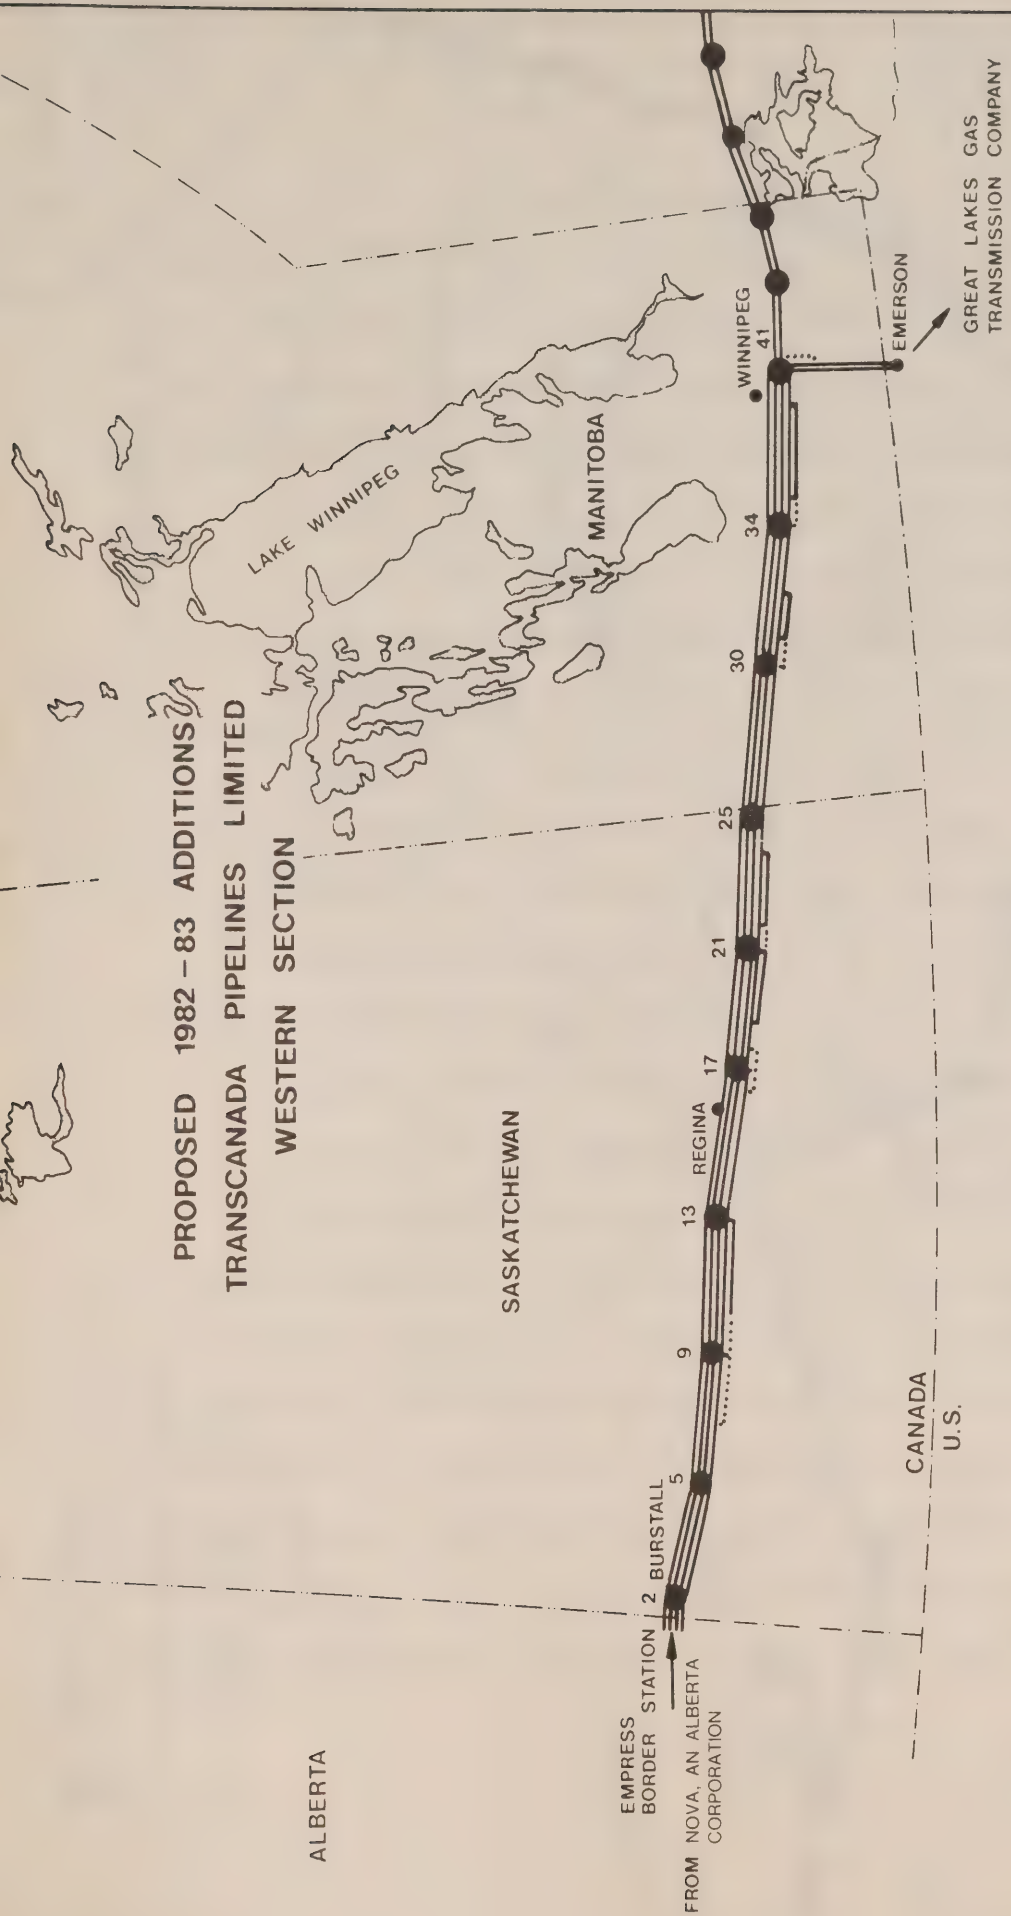 PROPOSED 1982-83 ADDITIONS
TRANSCANADA PIPELINES LIMITED
WESTERN SECTION
ALBERTA
SASKATCHEWAN
MANITOBA
LAKE WINNIPEG
EMPRESS
BORDER STATION
FROM NOVA, AN ALBERTA
CORPORATION
2 BURSTALL
5
9
13
REGINA
17
21
25
30
34
WINNIPEG
41
EMERSON
GREAT LAKES GAS
TRANSMISSION COMPANY
CANADA
U.S.